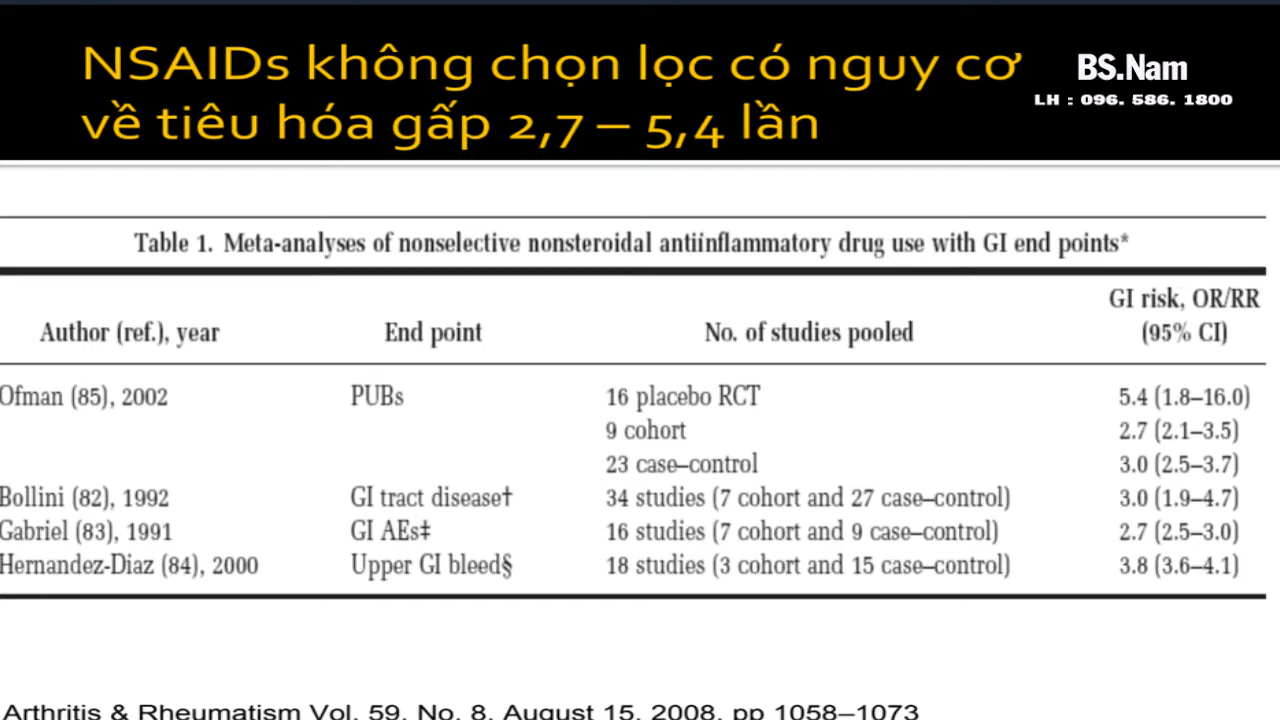 NSAIDs không chọn lọc có nguy cơ
về tiêu hóa gấp 2,7 – 5,4 lần
BS.Nam
LH : 096. 586. 1800
Table 1. Meta-analyses of nonselective nonsteroidal antiinflammatory drug use with GI end points*
GI risk, OR/RR
Author (ref.), year End point No. of studies pooled (95% CI)
Ofman (85), 2002 PUBs 16 placebo RCT 5.4 (1.8–16.0)
9 cohort 2.7 (2.1–3.5)
23 case–control 3.0 (2.5–3.7)
Bollini (82), 1992 GI tract disease† 34 studies (7 cohort and 27 case–control) 3.0 (1.9–4.7)
Gabriel (83), 1991 GI AEs‡ 16 studies (7 cohort and 9 case–control) 2.7 (2.5–3.0)
Hernandez-Diaz (84), 2000 Upper GI bleed§ 18 studies (3 cohort and 15 case–control) 3.8 (3.6–4.1)
Arthritis & Rheumatism Vol. 59, No. 8, August 15, 2008, pp 1058–1073